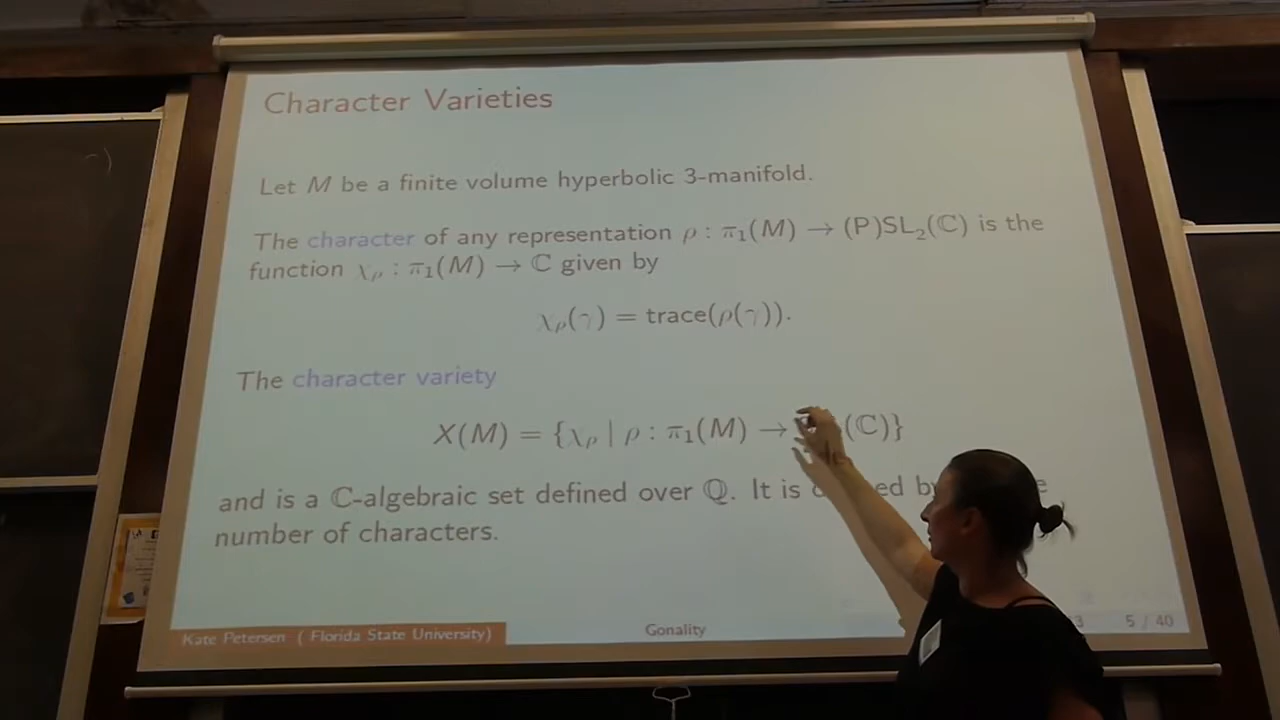 Character Varieties
Let M be a finite volume hyperbolic 3-manifold.
The character of any representation ρ : π₁(M) → (P)SL₂(ℂ) is the
function χρ : π₁(M) → ℂ given by
χρ(γ) = trace(ρ(γ)).
The character variety
X(M) = {χρ | ρ : π₁(M) → (ℂ)}
and is a ℂ-algebraic set defined over ℚ. It is
number of characters.
Kate Petersen ( Florida State University)
Gonality
5 / 40